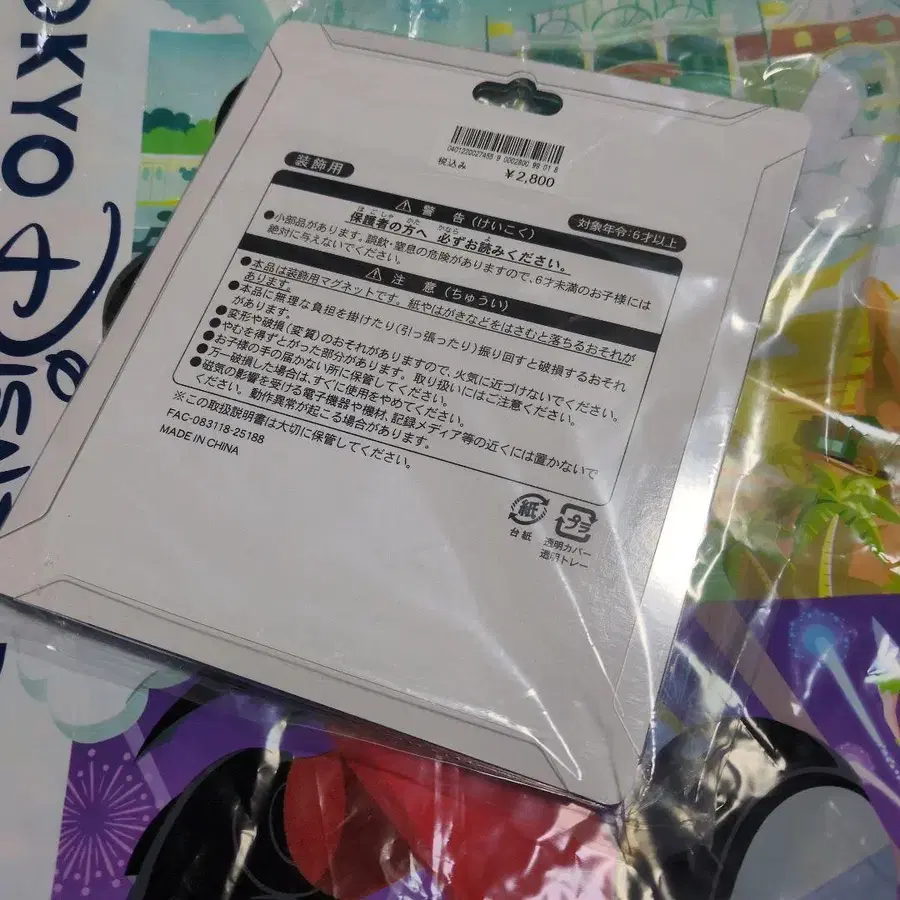 TOKYO Disney
0401220027458 9 0002800 99 01 8
税込み
¥2,800
装飾用
⚠ 警 告 (けいこく)
対象年令:6才以上
ほごしゃ かた かなら よ
保護者の方へ 必ずお読みください。
●小部品があります。誤飲・窒息の危険がありますので、6才未満のお子様には
絶対に与えないでください。
⚠ 注 意 (ちゅうい)
●本品は装飾用マグネットです。紙やはがきなどをはさむと落ちるおそれが
あります。
●本品に無理な負担を掛けたり(引っ張ったり)振り回すと破損するおそれ
があります。
●変形や破損(変質)のおそれがありますので、火気に近づけないでください。
●やむを得ずとがった部分があります。取り扱いにはご注意ください。
●お子様の手の届かない所に保管してください。
●万一破損した場合は、すぐに使用をやめてください。
●磁気の影響を受ける電子機器や機材、記録メディア等の近くには置かないで
ください。動作異常が起こる場合があります。
※この取扱説明書は大切に保管してください。
FAC-083118-25188
MADE IN CHINA
紙
台紙
プラ
透明カバー
透明トレー